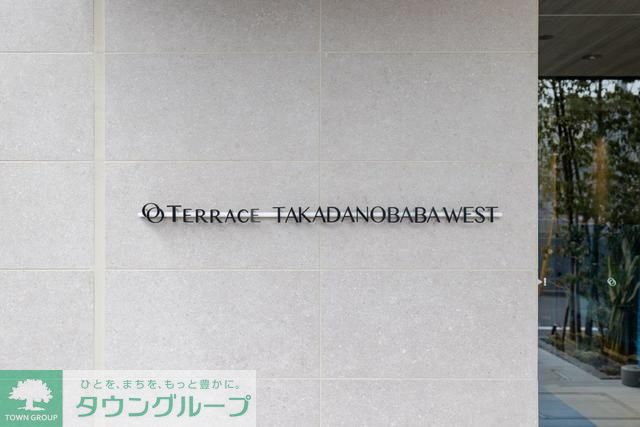 TERRACE TAKADANOBABA WEST
ひとを、まちを、もっと豊かに。
タウングループ
TOWN GROUP